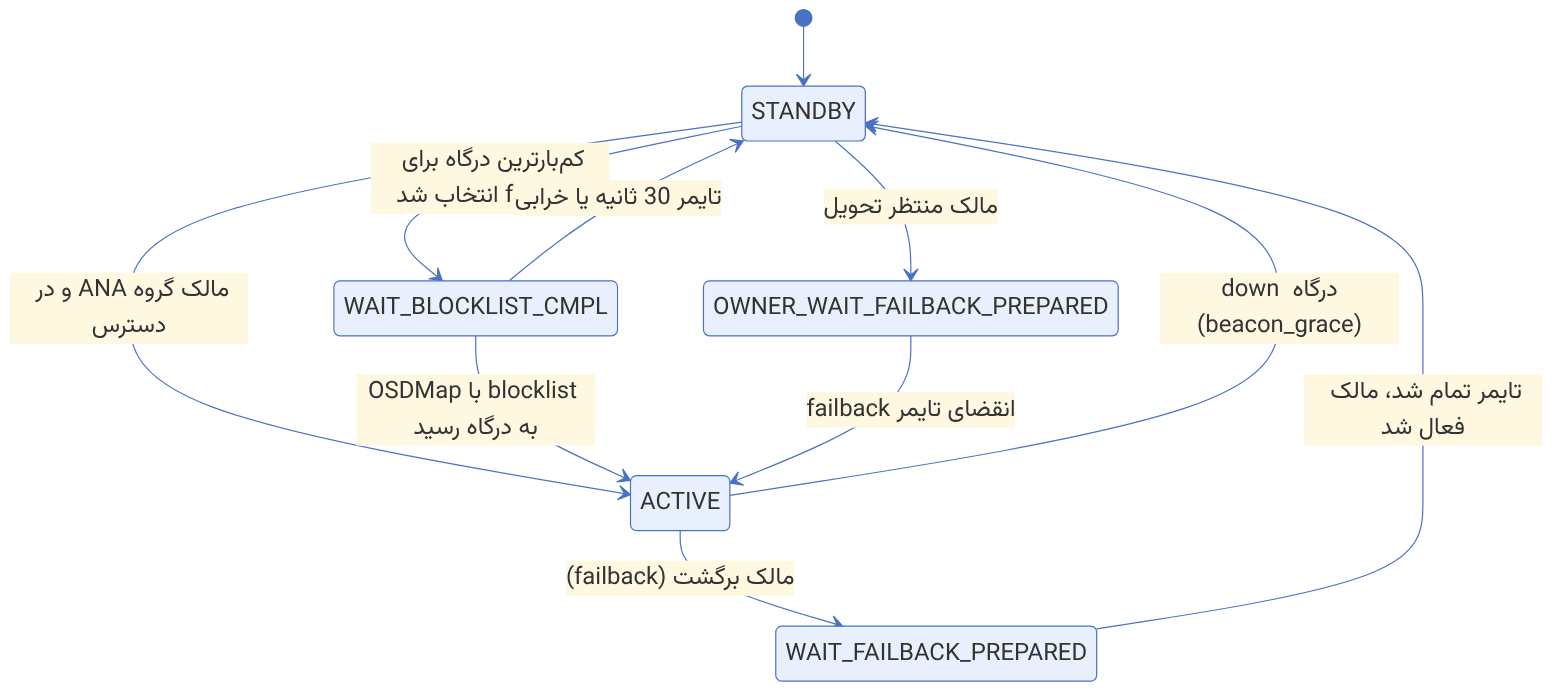 STANDBY
کم‌بارترین درگاه برای
f انتخاب شد
تایمر 30 ثانیه یا خرابی
مالک منتظر تحویل
مالک گروه ANA و در
دسترس
WAIT_BLOCKLIST_CMPL
OWNER_WAIT_FAILBACK_PREPARED
درگاه down
(beacon_grace)
blocklist با OSDMap
به درگاه رسید
انقضای تایمر failback
تایمر تمام شد، مالک
فعال شد
ACTIVE
مالک برگشت (failback)
WAIT_FAILBACK_PREPARED